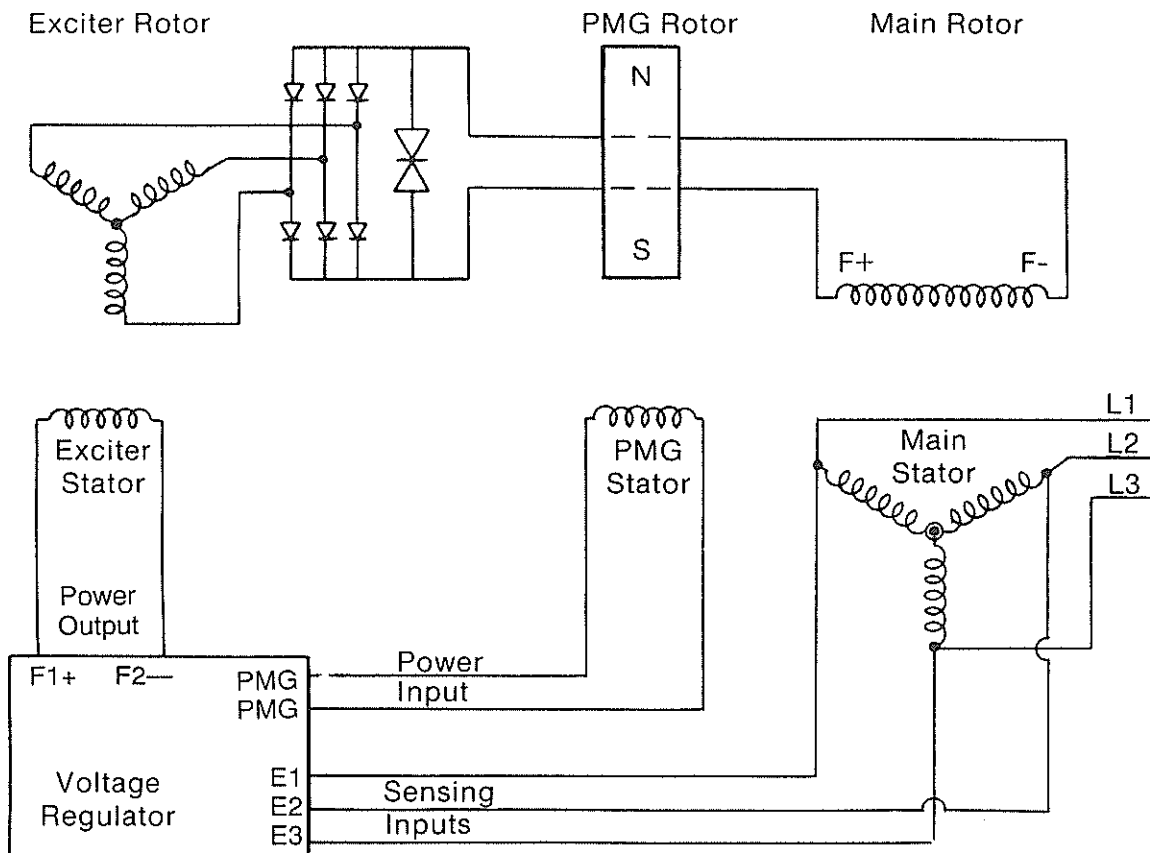 Exciter Rotor
PMG Rotor
Main Rotor
N
S
F+
F-
Exciter
Stator
PMG
Stator
Main
Stator
L1
L2
L3
Power
Output
F1+
F2—
PMG
PMG
Power
Input
Voltage
Regulator
E1
E2
E3
Sensing
Inputs